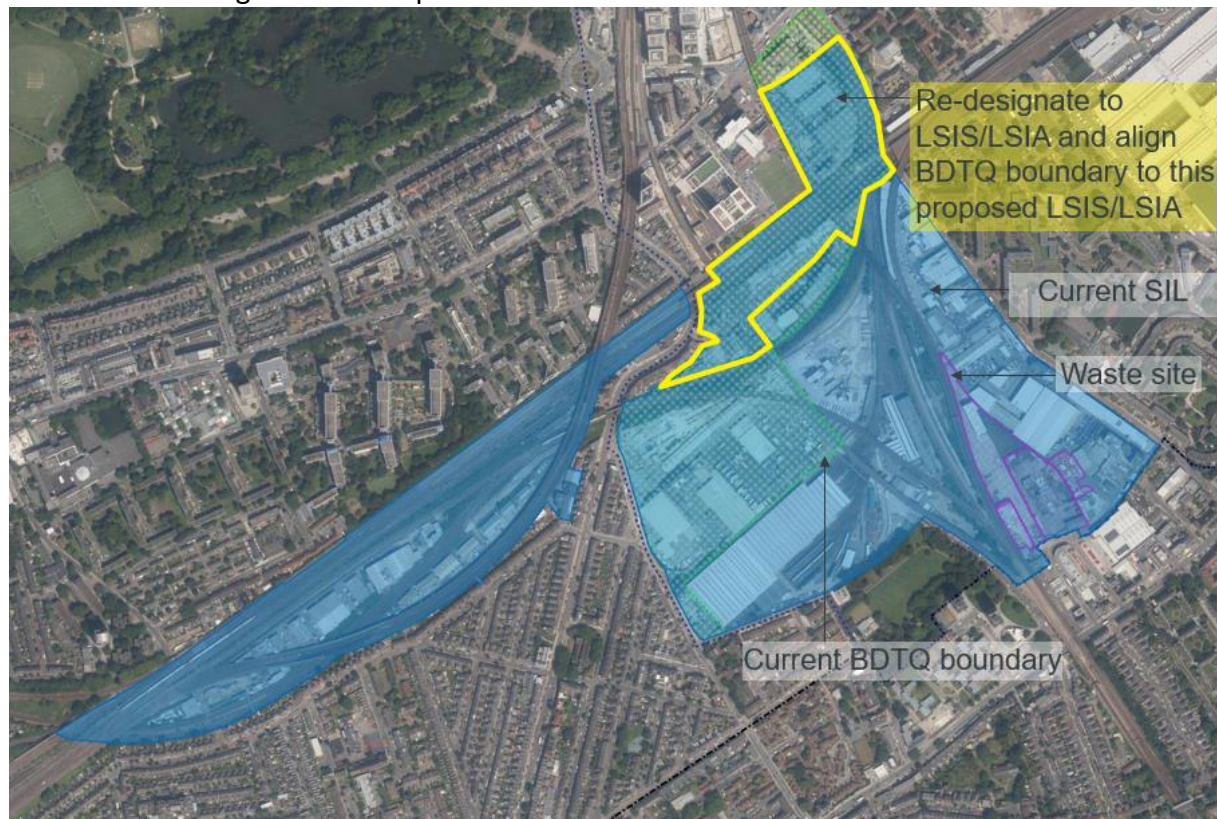 Re-designate to
LSIS/LSIA and align
BDTQ boundary to this
proposed LSIS/LSIA
Current SIL
Waste site
Current BDTQ boundary